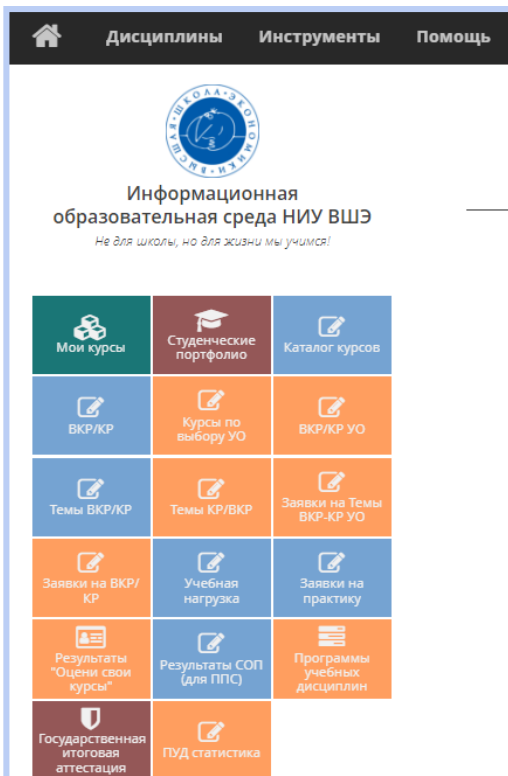 Дисциплины Инструменты Помощь
ВЫСШАЯ·ШКОЛА·ЭКОНОМИКИ
Информационная
образовательная среда НИУ ВШЭ
Не для школы, но для жизни мы учимся!
Мои курсы
Студенческие
портфолио
Каталог курсов
ВКР/КР
Курсы по
выбору УО
ВКР/КР УО
Темы ВКР/КР
Темы КР/ВКР
Заявки на Темы
ВКР-КР УО
Заявки на ВКР/
КР
Учебная
нагрузка
Заявки на
практику
Результаты
"Оцени свои
курсы"
Результаты СОП
(для ППС)
Программы
учебных
дисциплин
Государственная
итоговая
аттестация
ПУД статистика